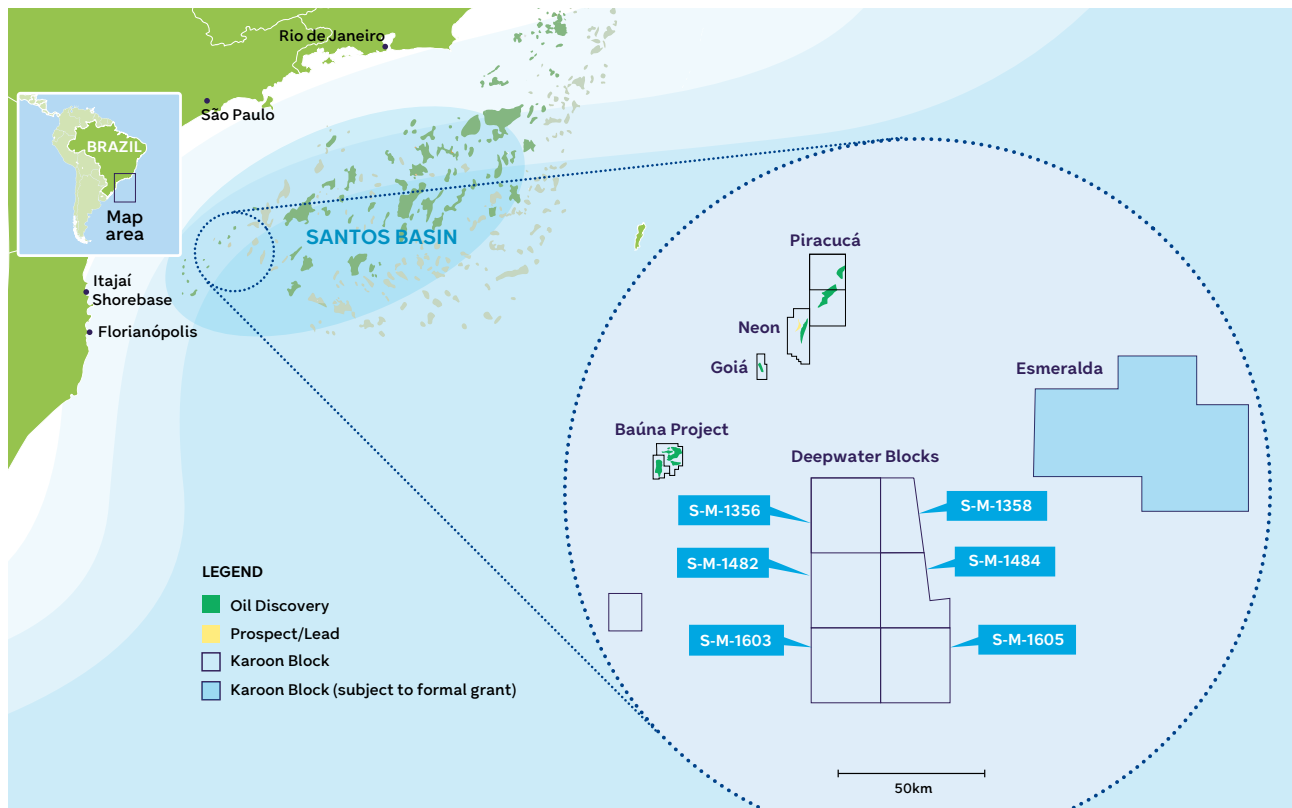 Rio de Janeiro
São Paulo
BRAZIL
Map
area
SANTOS BASIN
Itajaí
Shorebase
Florianópolis
Piracucá
Neon
Goiá
Esmeralda
Baúna Project
Deepwater Blocks
S-M-1356
S-M-1358
S-M-1482
S-M-1484
S-M-1603
S-M-1605
LEGEND
Oil Discovery
Prospect/Lead
Karoon Block
Karoon Block (subject to formal grant)
50km